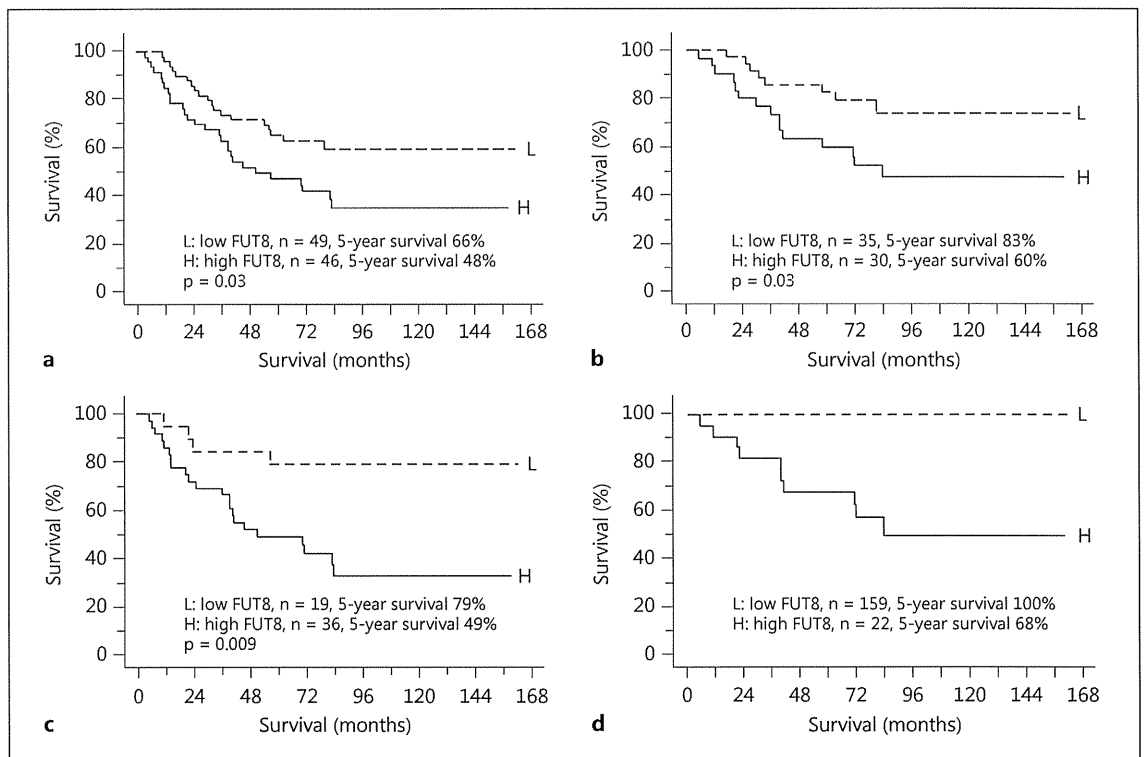 100
80
60
40
20
0
Survival (%)
L
H
L: low FUT8, n = 49, 5-year survival 66%
H: high FUT8, n = 46, 5-year survival 48%
p = 0.03
0 24 48 72 96 120 144 168
Survival (months)
a
100
80
60
40
20
0
Survival (%)
L
H
L: low FUT8, n = 35, 5-year survival 83%
H: high FUT8, n = 30, 5-year survival 60%
p = 0.03
0 24 48 72 96 120 144 168
Survival (months)
b
100
80
60
40
20
0
Survival (%)
L
H
L: low FUT8, n = 19, 5-year survival 79%
H: high FUT8, n = 36, 5-year survival 49%
p = 0.009
0 24 48 72 96 120 144 168
Survival (months)
c
100
80
60
40
20
0
Survival (%)
L
H
L: low FUT8, n = 159, 5-year survival 100%
H: high FUT8, n = 22, 5-year survival 68%
0 24 48 72 96 120 144 168
Survival (months)
d